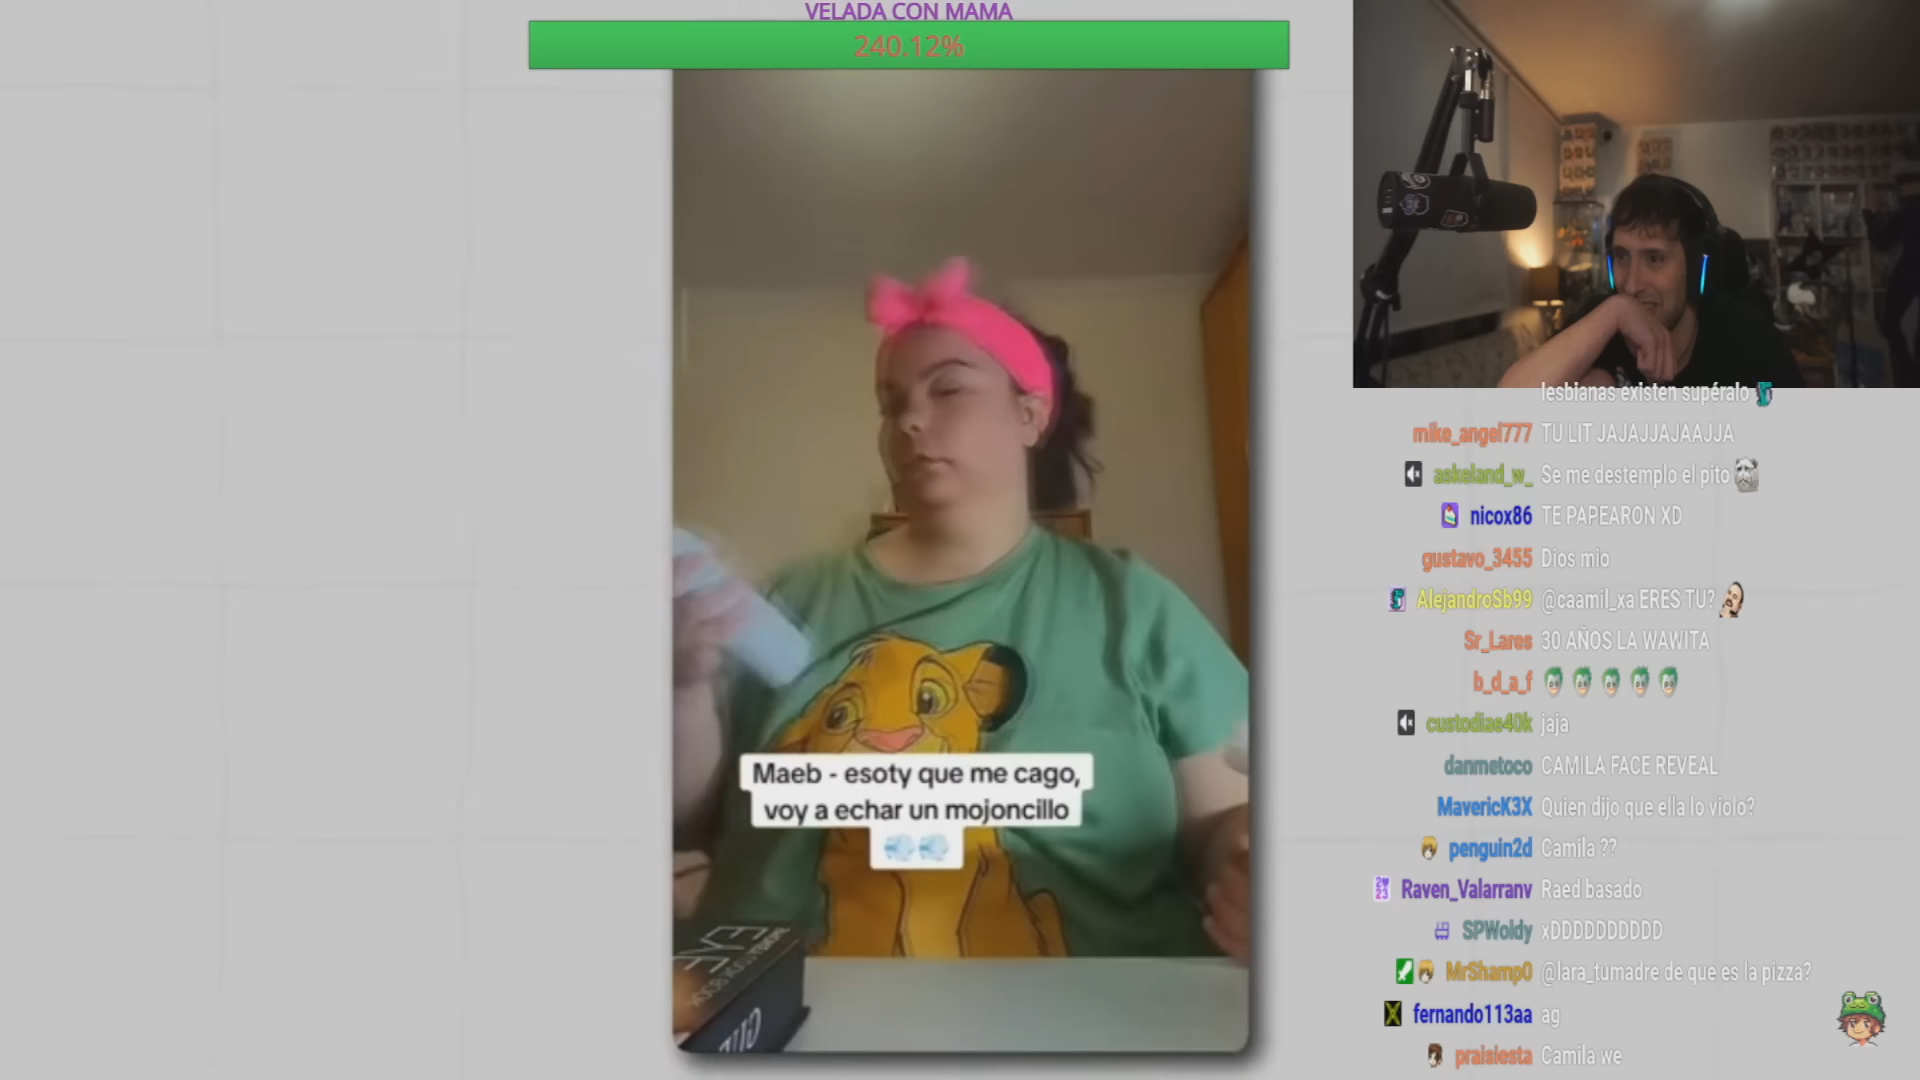 VELADA CON MAMA
240.12%
Maeb - esoty que me cago,
voy a echar un mojoncillo
lesbianas existen supéralo
mike_angel777 TU LIT JAJAJJAJAAJJA
askeland_w_ Se me destemplo el pito
nicox86 TE PAPEARON XD
gustavo_3455 Dios mio
AlejandroSb99 @caamil_xa ERES TU?
Sr_Lares 30 AÑOS LA WAWITA
b_d_a_f
custodiae40k jaja
danmetoco CAMILA FACE REVEAL
MavericK3X Quien dijo que ella lo violo?
penguin2d Camila ??
Raven_Valarranv Raed basado
SPWoldy xDDDDDDDDDD
MrShamp0 @lara_tumadre de que es la pizza?
fernando113aa ag
praisiesta Camila we